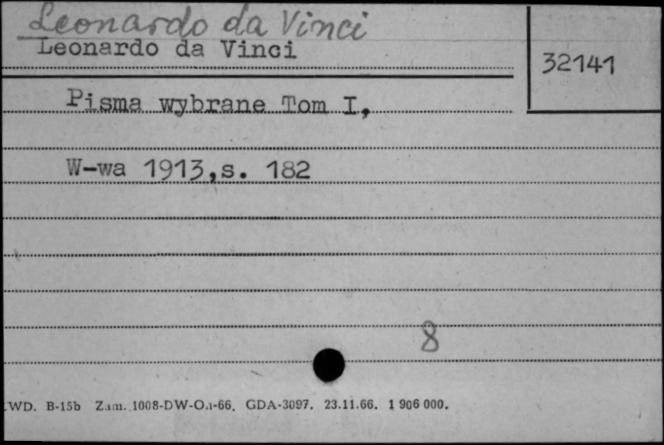 Leonardo da Vinci
Leonardo da Vinci
32141
Pisma wybrane Tom I,
W-wa 1913,s. 182
8
WD. B-15b Zam. 1008-DW-O.I-66. GDA-3097. 23.11.66. 1 906 000.